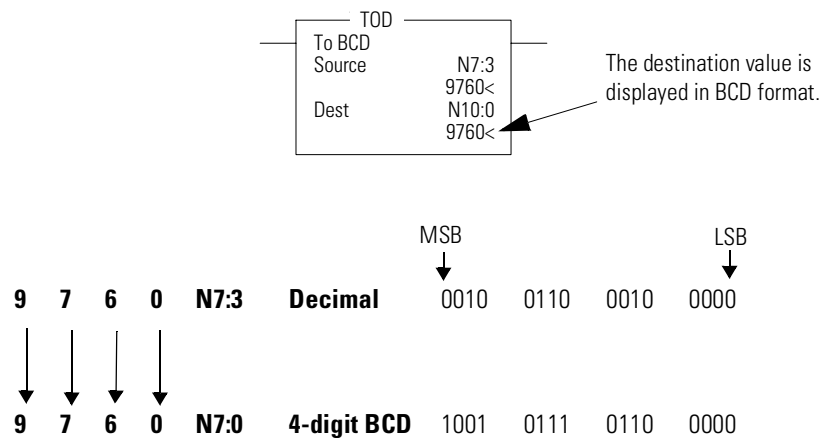 TOD
To BCD
Source N7:3
9760<
Dest N10:0
9760<
The destination value is
displayed in BCD format.
MSB LSB
9 7 6 0 N7:3 Decimal 0010 0110 0010 0000
9 7 6 0 N7:0 4-digit BCD 1001 0111 0110 0000